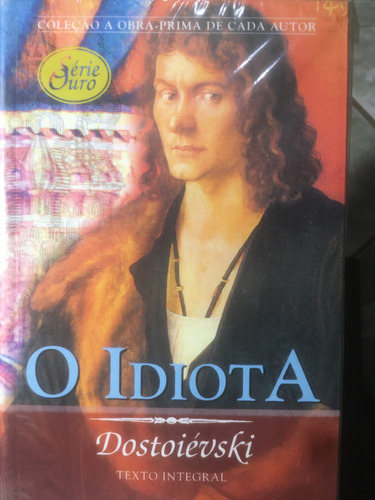 COLEÇÃO A OBRA-PRIMA DE CADA AUTOR
Série
Ouro
O IDIOTA
Dostoiévski
TEXTO INTEGRAL